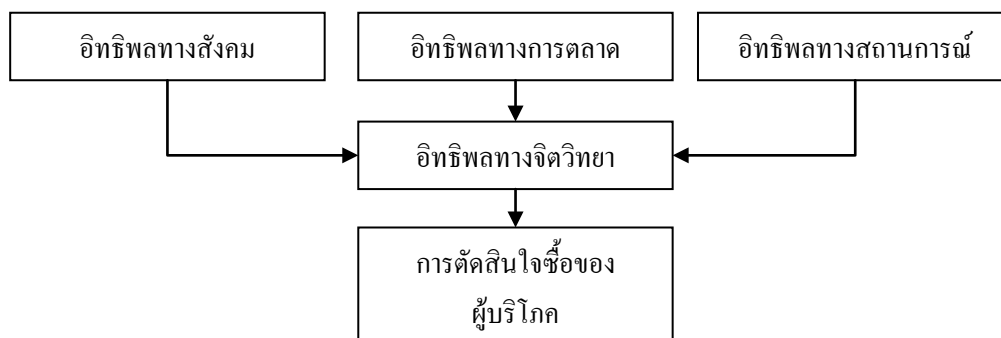 อิทธิพลทางสังคม
อิทธิพลทางการตลาด
อิทธิพลทางสถานการณ์
อิทธิพลทางจิตวิทยา
การตัดสินใจซื้อของ
ผู้บริโภค